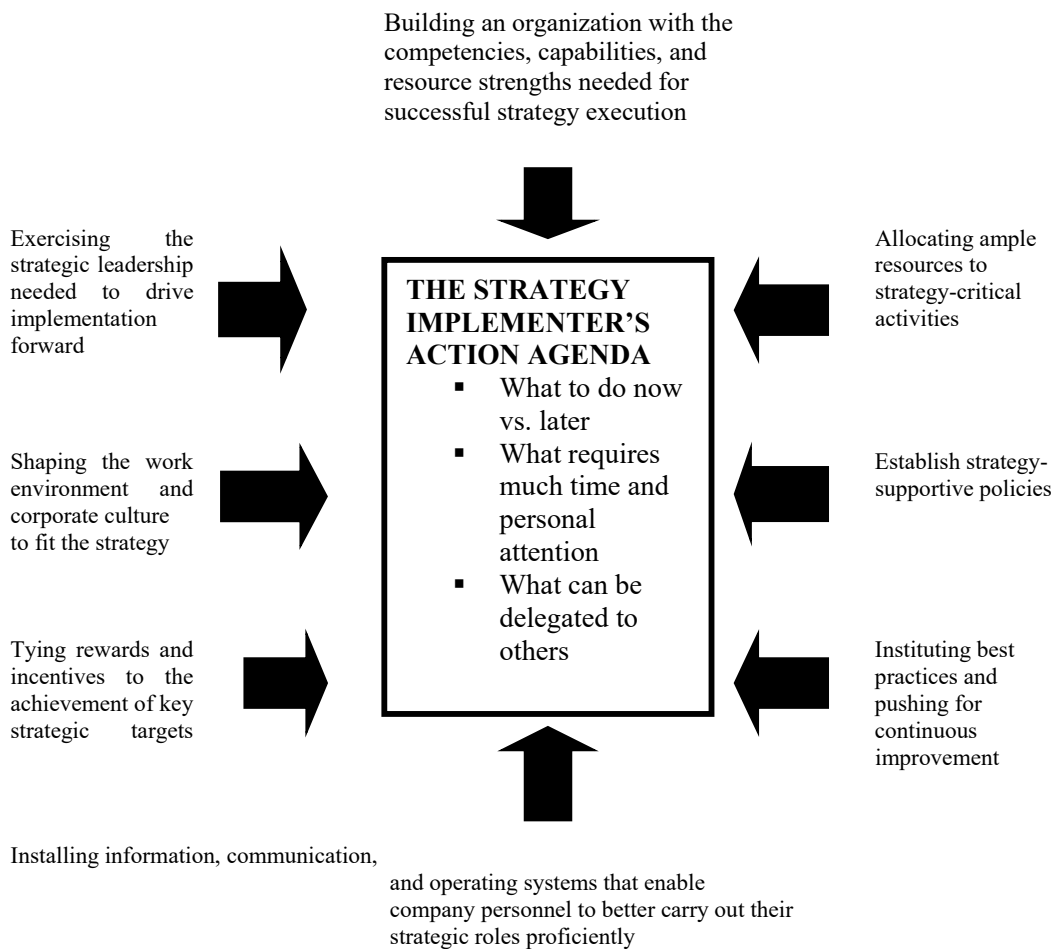 Building an organization with the
competencies, capabilities, and
resource strengths needed for
successful strategy execution
Exercising the
strategic leadership
needed to drive
implementation
forward
Allocating ample
resources to
strategy-critical
activities
THE STRATEGY
IMPLEMENTER’S
ACTION AGENDA
▪ What to do now
vs. later
▪ What requires
much time and
personal
attention
▪ What can be
delegated to
others
Shaping the work
environment and
corporate culture
to fit the strategy
Establish strategy-
supportive policies
Tying rewards and
incentives to the
achievement of key
strategic targets
Instituting best
practices and
pushing for
continuous
improvement
Installing information, communication,
and operating systems that enable
company personnel to better carry out their
strategic roles proficiently